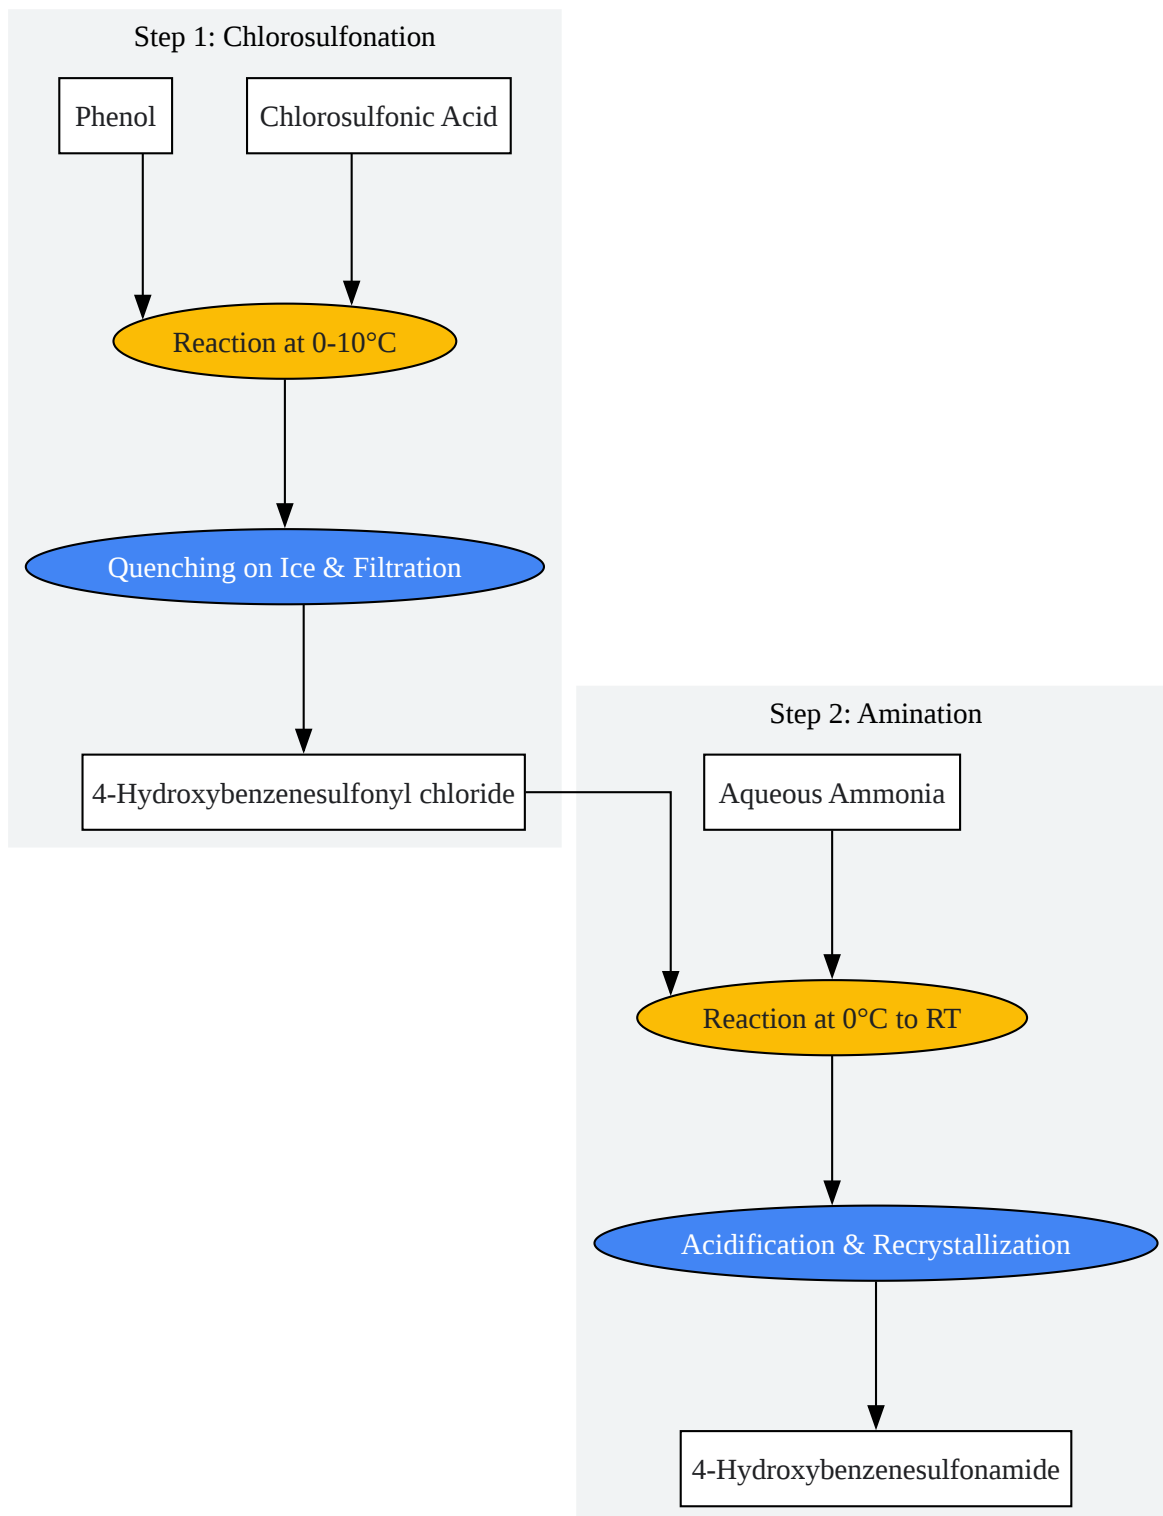 Step 1: Chlorosulfonation
Phenol
Chlorosulfonic Acid
Reaction at 0-10°C
Quenching on Ice & Filtration
4-Hydroxybenzenesulfonyl chloride
Step 2: Amination
Aqueous Ammonia
Reaction at 0°C to RT
Acidification & Recrystallization
4-Hydroxybenzenesulfonamide